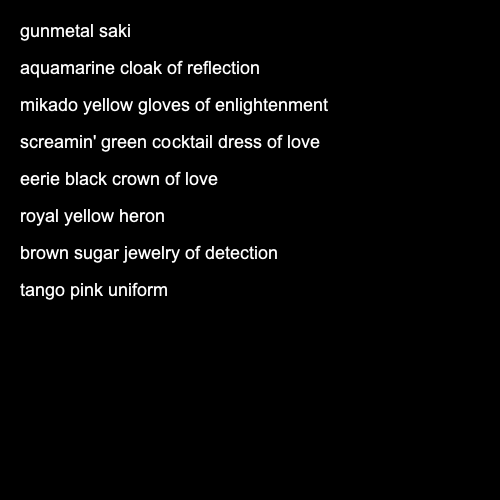 gunmetal saki
aquamarine cloak of reflection
mikado yellow gloves of enlightenment
screamin' green cocktail dress of love
eerie black crown of love
royal yellow heron
brown sugar jewelry of detection
tango pink uniform